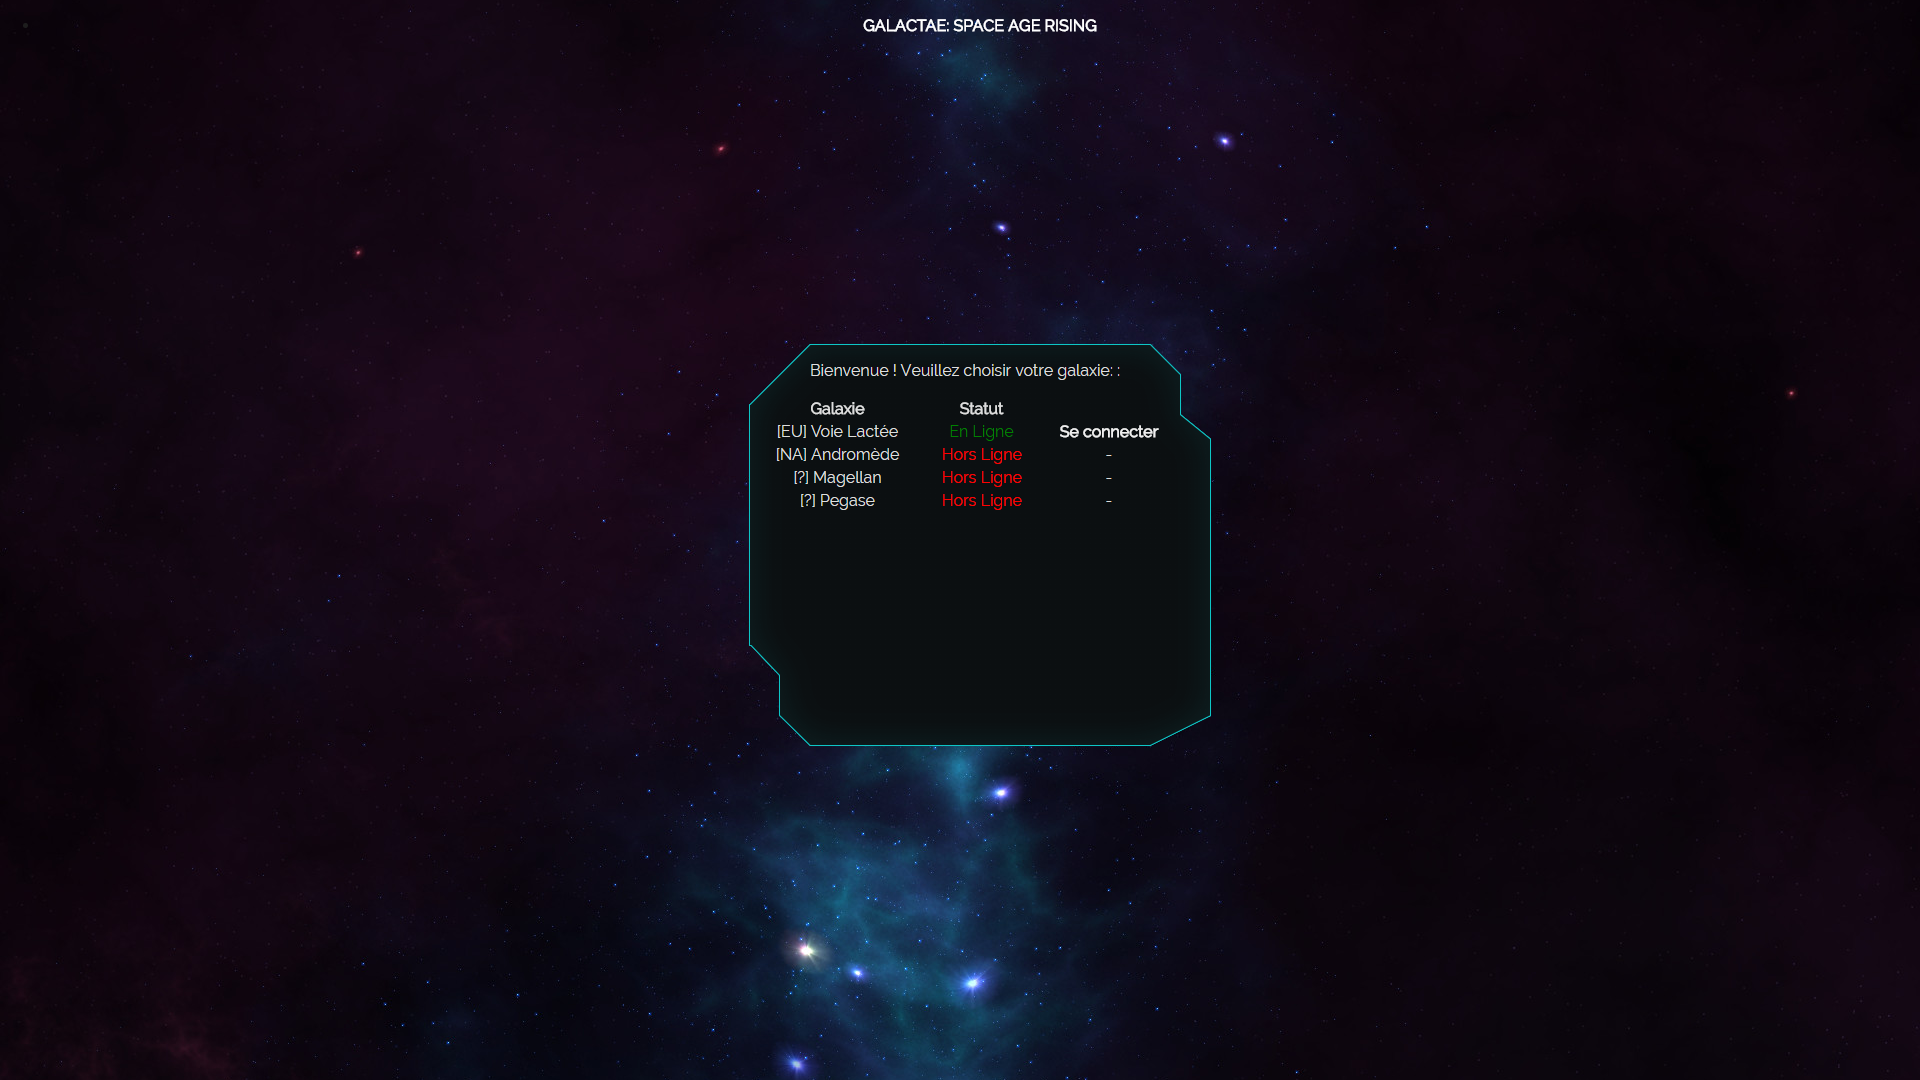 GALACTAE: SPACE AGE RISING
Bienvenue ! Veuillez choisir votre galaxie: :
Galaxie Statut
[EU] Voie Lactée En Ligne Se connecter
[NA] Andromède Hors Ligne -
[?] Magellan Hors Ligne -
[?] Pegase Hors Ligne -